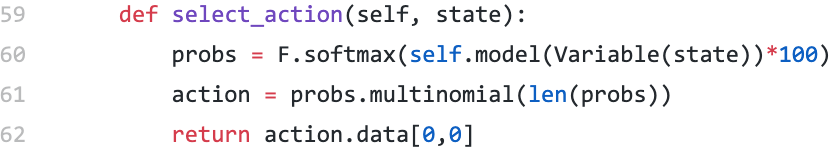 59 def select_action(self, state):
60 probs = F.softmax(self.model(Variable(state))*100)
61 action = probs.multinomial(len(probs))
62 return action.data[0,0]